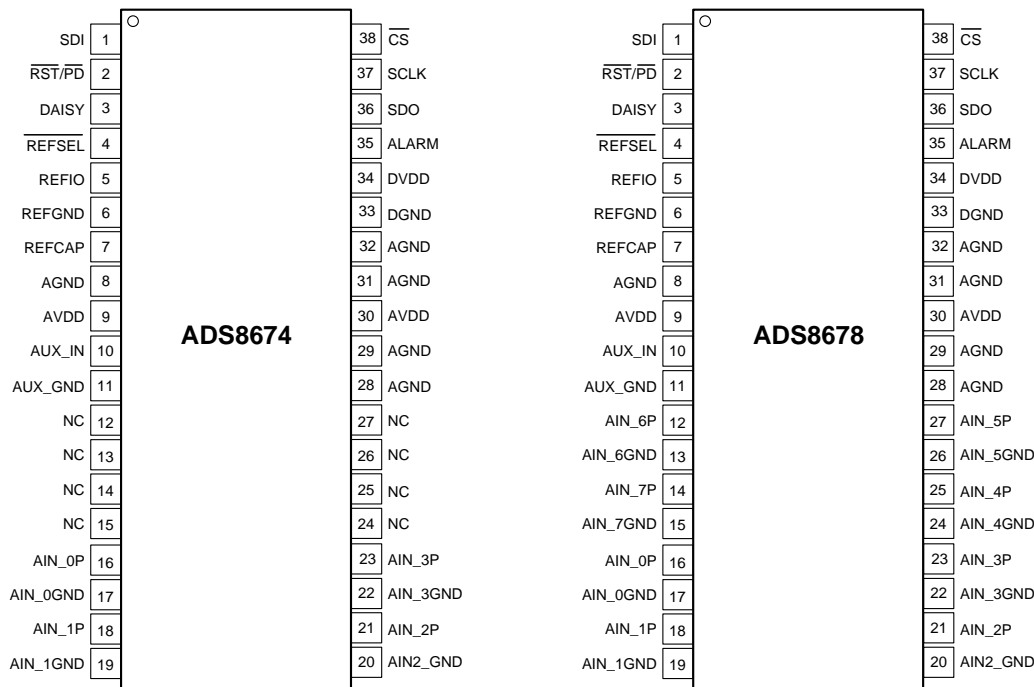 SDI 1 38 CS
RST/PD 2 37 SCLK
DAISY 3 36 SDO
REFSEL 4 35 ALARM
REFIO 5 34 DVDD
REFGND 6 33 DGND
REFCAP 7 32 AGND
AGND 8 31 AGND
AVDD 9 30 AVDD
ADS8674
AUX_IN 10 29 AGND
AUX_GND 11 28 AGND
NC 12 27 NC
NC 13 26 NC
NC 14 25 NC
NC 15 24 NC
AIN_0P 16 23 AIN_3P
AIN_0GND 17 22 AIN_3GND
AIN_1P 18 21 AIN_2P
AIN_1GND 19 20 AIN2_GND
SDI 1 38 CS
RST/PD 2 37 SCLK
DAISY 3 36 SDO
REFSEL 4 35 ALARM
REFIO 5 34 DVDD
REFGND 6 33 DGND
REFCAP 7 32 AGND
AGND 8 31 AGND
AVDD 9 30 AVDD
ADS8678
AUX_IN 10 29 AGND
AUX_GND 11 28 AGND
AIN_6P 12 27 AIN_5P
AIN_6GND 13 26 AIN_5GND
AIN_7P 14 25 AIN_4P
AIN_7GND 15 24 AIN_4GND
AIN_0P 16 23 AIN_3P
AIN_0GND 17 22 AIN_3GND
AIN_1P 18 21 AIN_2P
AIN_1GND 19 20 AIN2_GND